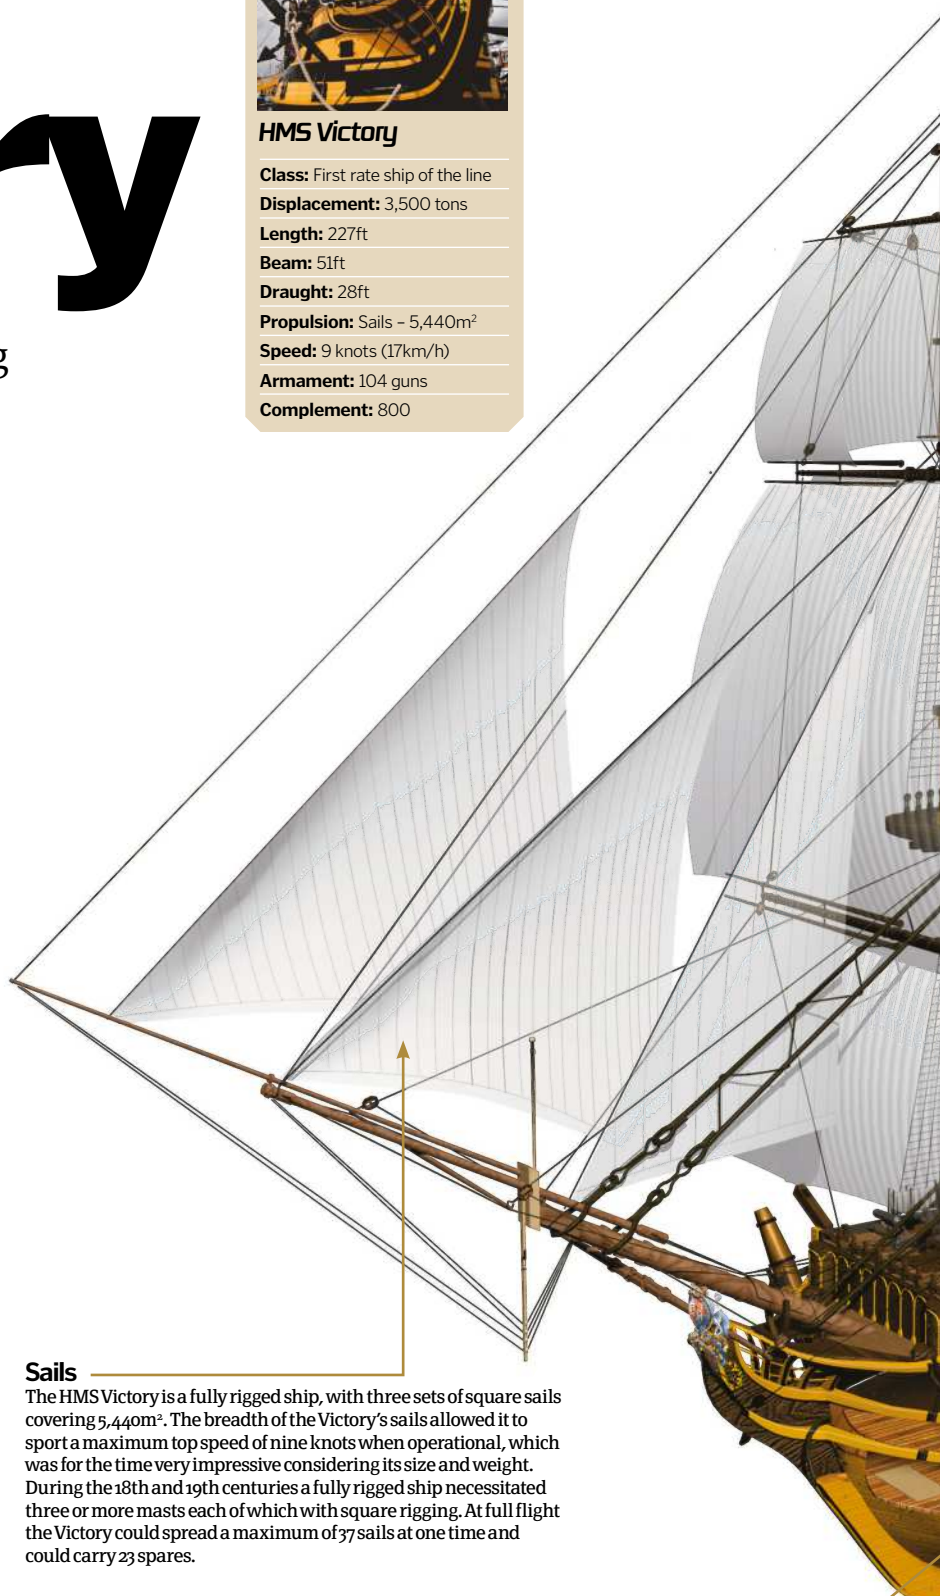 ry
g
HMS Victory
Class: First rate ship of the line
Displacement: 3,500 tons
Length: 227ft
Beam: 51ft
Draught: 28ft
Propulsion: Sails – 5,440m²
Speed: 9 knots (17km/h)
Armament: 104 guns
Complement: 800
Sails
The HMS Victory is a fully rigged ship, with three sets of square sails
covering 5,440m². The breadth of the Victory's sails allowed it to
sport a maximum top speed of nine knots when operational, which
was for the time very impressive considering its size and weight.
During the 18th and 19th centuries a fully rigged ship necessitated
three or more masts each of which with square rigging. At full flight
the Victory could spread a maximum of 37 sails at one time and
could carry 23 spares.